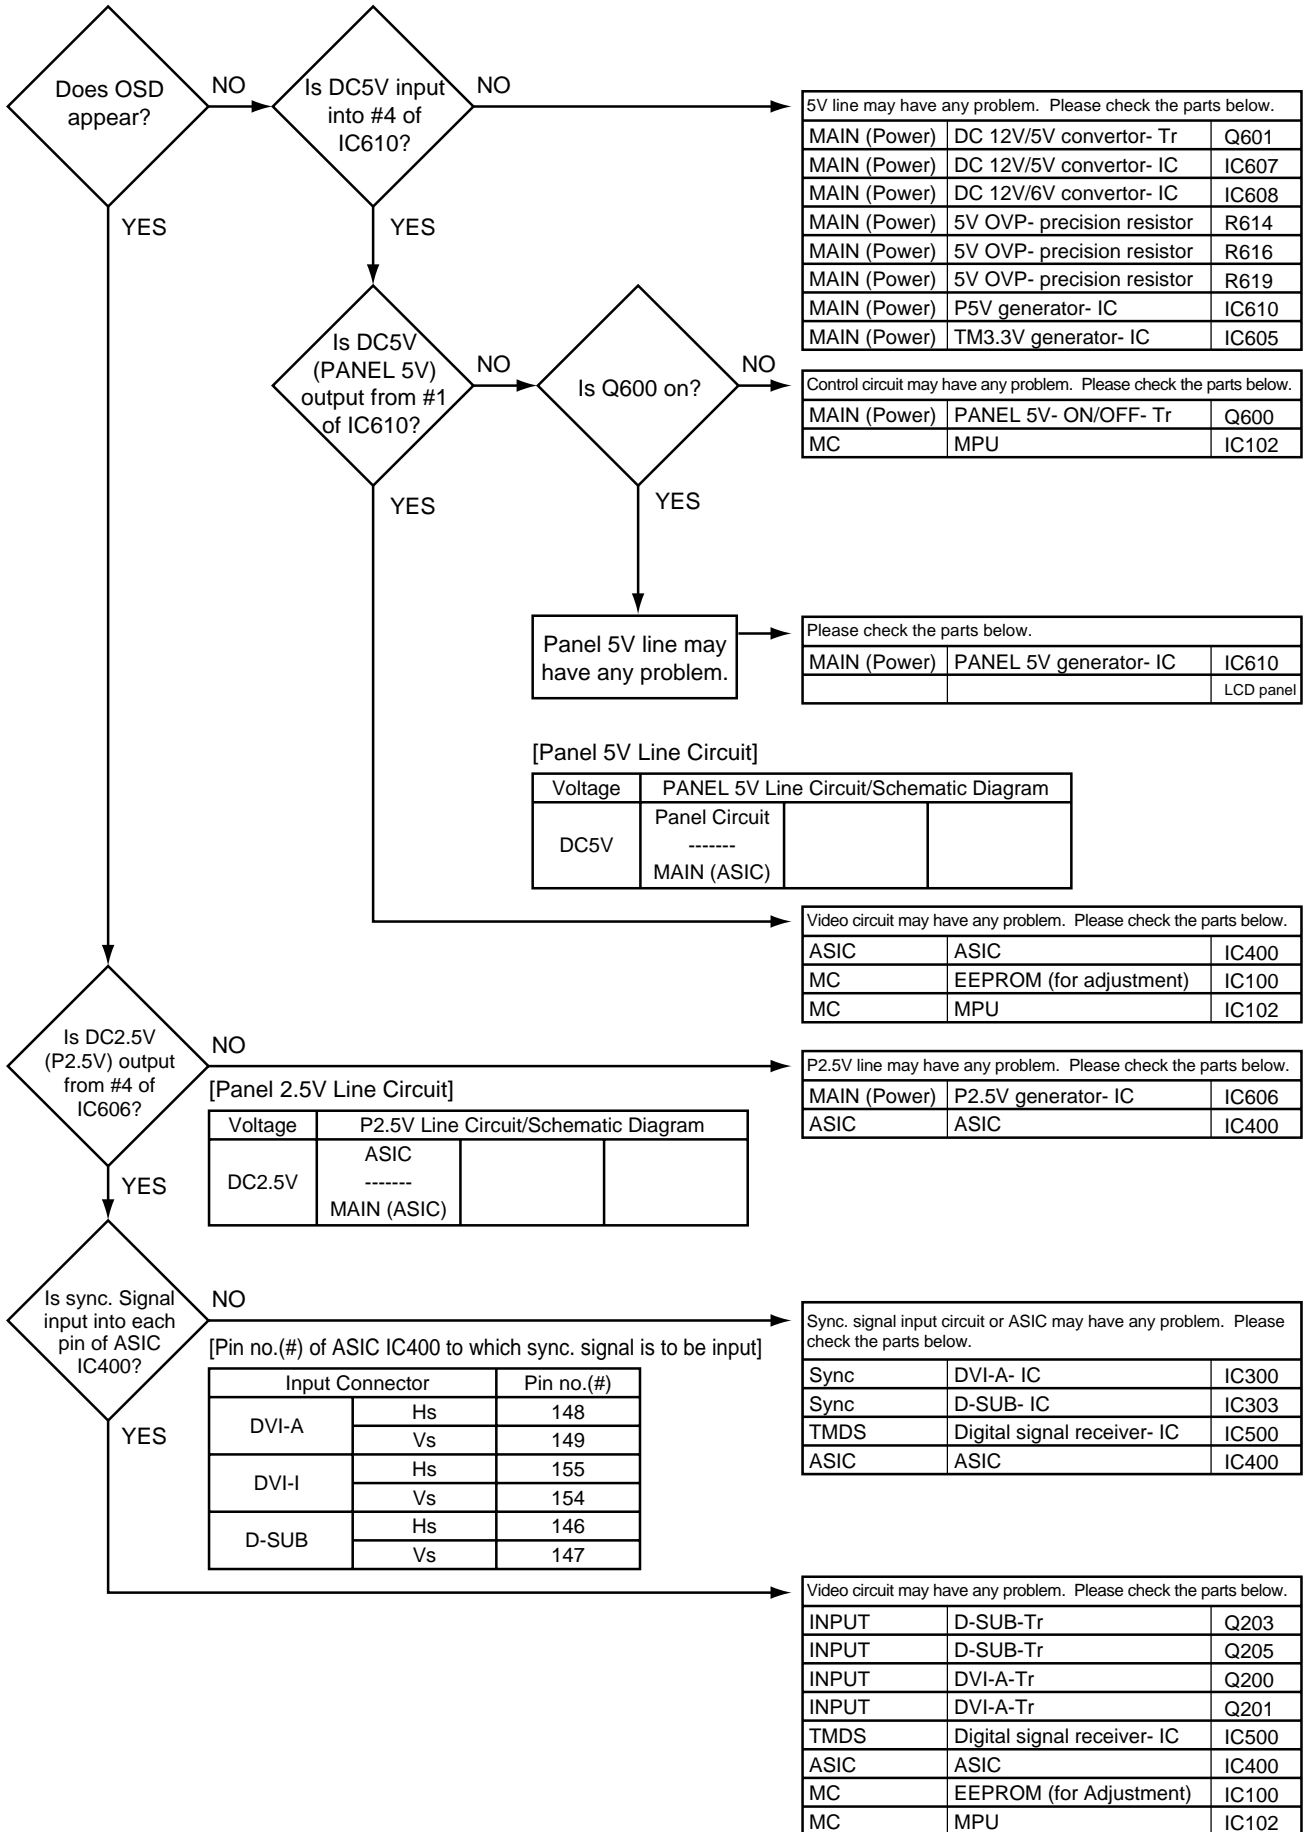 Does OSD
appear?
NO
YES
Is DC5V input
into #4 of
IC610?
NO
YES
5V line may have any problem.  Please check the parts below.
MAIN (Power) DC 12V/5V convertor- Tr Q601
MAIN (Power) DC 12V/5V convertor- IC IC607
MAIN (Power) DC 12V/6V convertor- IC IC608
MAIN (Power) 5V OVP- precision resistor R614
MAIN (Power) 5V OVP- precision resistor R616
MAIN (Power) 5V OVP- precision resistor R619
MAIN (Power) P5V generator- IC IC610
MAIN (Power) TM3.3V generator- IC IC605
Is DC5V
(PANEL 5V)
output from #1
of IC610?
NO
YES
Is Q600 on?
NO
YES
Control circuit may have any problem.  Please check the parts below.
MAIN (Power) PANEL 5V- ON/OFF- Tr Q600
MC MPU IC102
Panel 5V line may
have any problem.
Please check the parts below.
MAIN (Power) PANEL 5V generator- IC IC610
LCD panel
[Panel 5V Line Circuit]
Voltage PANEL 5V Line Circuit/Schematic Diagram
DC5V
Panel Circuit
-------
MAIN (ASIC)
Video circuit may have any problem.  Please check the parts below.
ASIC ASIC IC400
MC EEPROM (for adjustment) IC100
MC MPU IC102
Is DC2.5V
(P2.5V) output
from #4 of
IC606?
NO
YES
P2.5V line may have any problem.  Please check the parts below.
MAIN (Power) P2.5V generator- IC IC606
ASIC ASIC IC400
[Panel 2.5V Line Circuit]
Voltage P2.5V Line Circuit/Schematic Diagram
DC2.5V
ASIC
-------
MAIN (ASIC)
Is sync. Signal
input into each
pin of ASIC
IC400?
NO
YES
Sync. signal input circuit or ASIC may have any problem.  Please
check the parts below.
Sync DVI-A- IC IC300
Sync D-SUB- IC IC303
TMDS Digital signal receiver- IC IC500
ASIC ASIC IC400
[Pin no.(#) of ASIC IC400 to which sync. signal is to be input]
Input Connector Pin no.(#)
DVI-A Hs 148
Vs 149
DVI-I Hs 155
Vs 154
D-SUB Hs 146
Vs 147
Video circuit may have any problem.  Please check the parts below.
INPUT D-SUB-Tr Q203
INPUT D-SUB-Tr Q205
INPUT DVI-A-Tr Q200
INPUT DVI-A-Tr Q201
TMDS Digital signal receiver- IC IC500
ASIC ASIC IC400
MC EEPROM (for Adjustment) IC100
MC MPU IC102